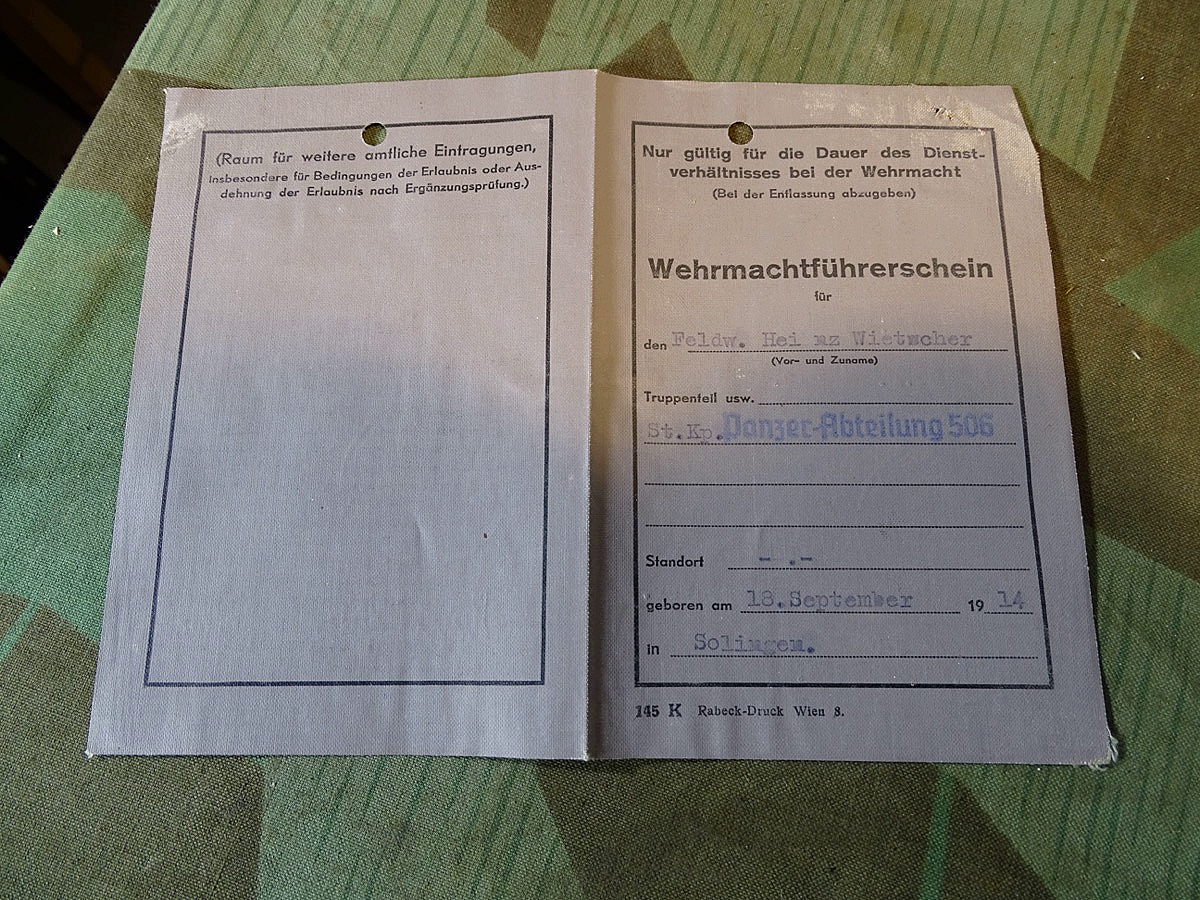 (Raum für weitere amtliche Eintragungen,
insbesondere für Bedingungen der Erlaubnis oder Aus-
dehnung der Erlaubnis nach Ergänzungsprüfung.)
Nur gültig für die Dauer des Dienst-
verhältnisses bei der Wehrmacht
(Bei der Entlassung abzugeben)
Wehrmachtführerschein
für
den Feldw. Heinz Wietscher
(Vor- und Zuname)
Truppenteil usw.
St.Kp. Panzer-Abteilung 506
Standort -.-
geboren am 18.September 19 14
in Solingen.
145 K Rabeck-Druck Wien 8.